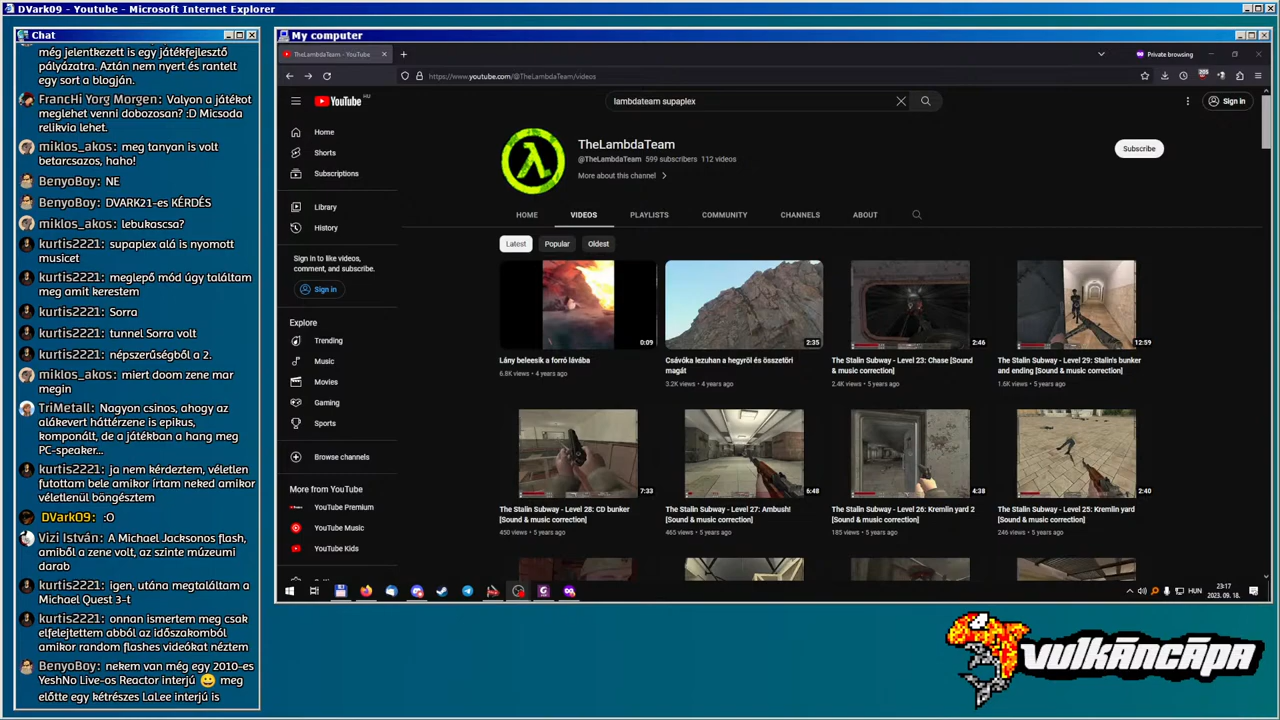 DVark09 - Youtube - Microsoft Internet Explorer
Chat
még jelentkezett is egy játékfejlesztő
pályázatra. Aztán nem nyert és rantelt
egy sort a blogján.
FrancHi Yorg Morgen: Valyon a játékot
meglehet venni dobozosan? :D Micsoda
relikvia lehet.
miklos_akos: meg tanyan is volt
betarcsazos, haho!
BenyoBoy: NE
BenyoBoy: DVARK21-es KÉRDÉS
miklos_akos: lebukascsa?
kurtis2221: supaplex alá is nyomott
musicet
kurtis2221: meglepő mód úgy találtam
meg amit kerestem
kurtis2221: Sorra
kurtis2221: tunnel Sorra volt
kurtis2221: népszerűségből a 2.
miklos_akos: miert doom zene mar
megin
TriMetall: Nagyon csinos, ahogy az
alákevert háttérzene is epikus,
komponált, de a játékban a hang meg
PC-speaker...
kurtis2221: ja nem kérdeztem, véletlen
futottam bele amikor írtam neked amikor
véletlenül böngésztem
DVark09: :O
Vizi István: A Michael Jacksonos flash,
amiből a zene volt, az szinte múzeumi
darab
kurtis2221: igen, utána megtaláltam a
Michael Quest 3-t
kurtis2221: onnan ismertem meg csak
elfelejtettem abból az időszakomból
amikor random flashes videókat néztem
BenyoBoy: nekem van még egy 2010-es
YeshNo Live-os Reactor interjú 😀 meg
előtte egy kétrészes LaLee interjú is
My computer
TheLambdaTeam - YouTube
Private browsing
https://www.youtube.com/@TheLambdaTeam/videos
YouTube HU
lambdateam supaplex
Sign in
Home
Shorts
Subscriptions
Library
History
Sign in to like videos,
comment, and subscribe.
Sign in
Explore
Trending
Music
Movies
Gaming
Sports
Browse channels
More from YouTube
YouTube Premium
YouTube Music
YouTube Kids
TheLambdaTeam
@TheLambdaTeam 599 subscribers 112 videos
More about this channel
Subscribe
HOME VIDEOS PLAYLISTS COMMUNITY CHANNELS ABOUT
Latest Popular Oldest
0:09
2:35
2:46
12:59
Lány beleesik a forró lávába
6.8K views • 4 years ago
Csávóka lezuhan a hegyről és összetöri
magát
3.2K views • 4 years ago
The Stalin Subway - Level 23: Chase [Sound
& music correction]
2.4K views • 5 years ago
The Stalin Subway - Level 29: Stalin's bunker
and ending [Sound & music correction]
1.6K views • 5 years ago
7:33
6:48
4:38
2:40
The Stalin Subway - Level 28: CD bunker
[Sound & music correction]
450 views • 5 years ago
The Stalin Subway - Level 27: Ambush!
[Sound & music correction]
465 views • 5 years ago
The Stalin Subway - Level 26: Kremlin yard 2
[Sound & music correction]
185 views • 5 years ago
The Stalin Subway - Level 25: Kremlin yard
[Sound & music correction]
246 views • 5 years ago
HUN
23:17
2023. 09. 18.
vulkáncápa